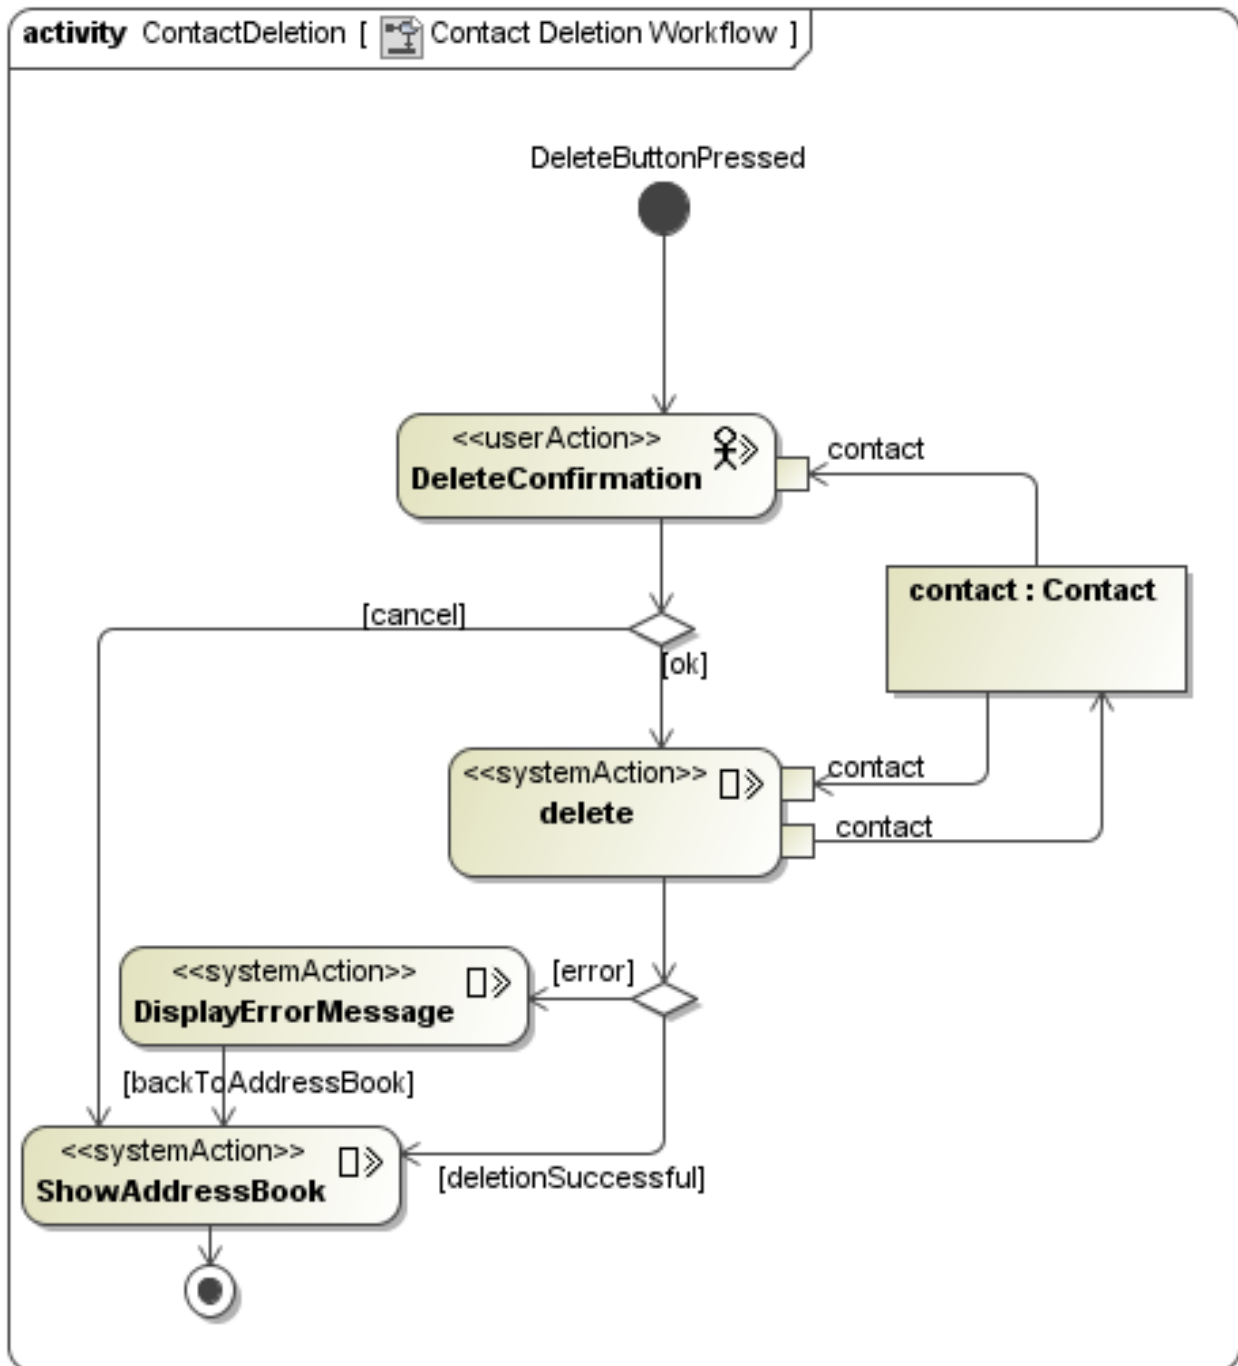 activity ContactDeletion [ Contact Deletion Workflow ]
DeleteButtonPressed
<<userAction>>
DeleteConfirmation
contact
contact : Contact
[cancel]
[ok]
<<systemAction>>
delete
contact
contact
<<systemAction>>
DisplayErrorMessage
[error]
[backToAddressBook]
<<systemAction>>
ShowAddressBook
[deletionSuccessful]